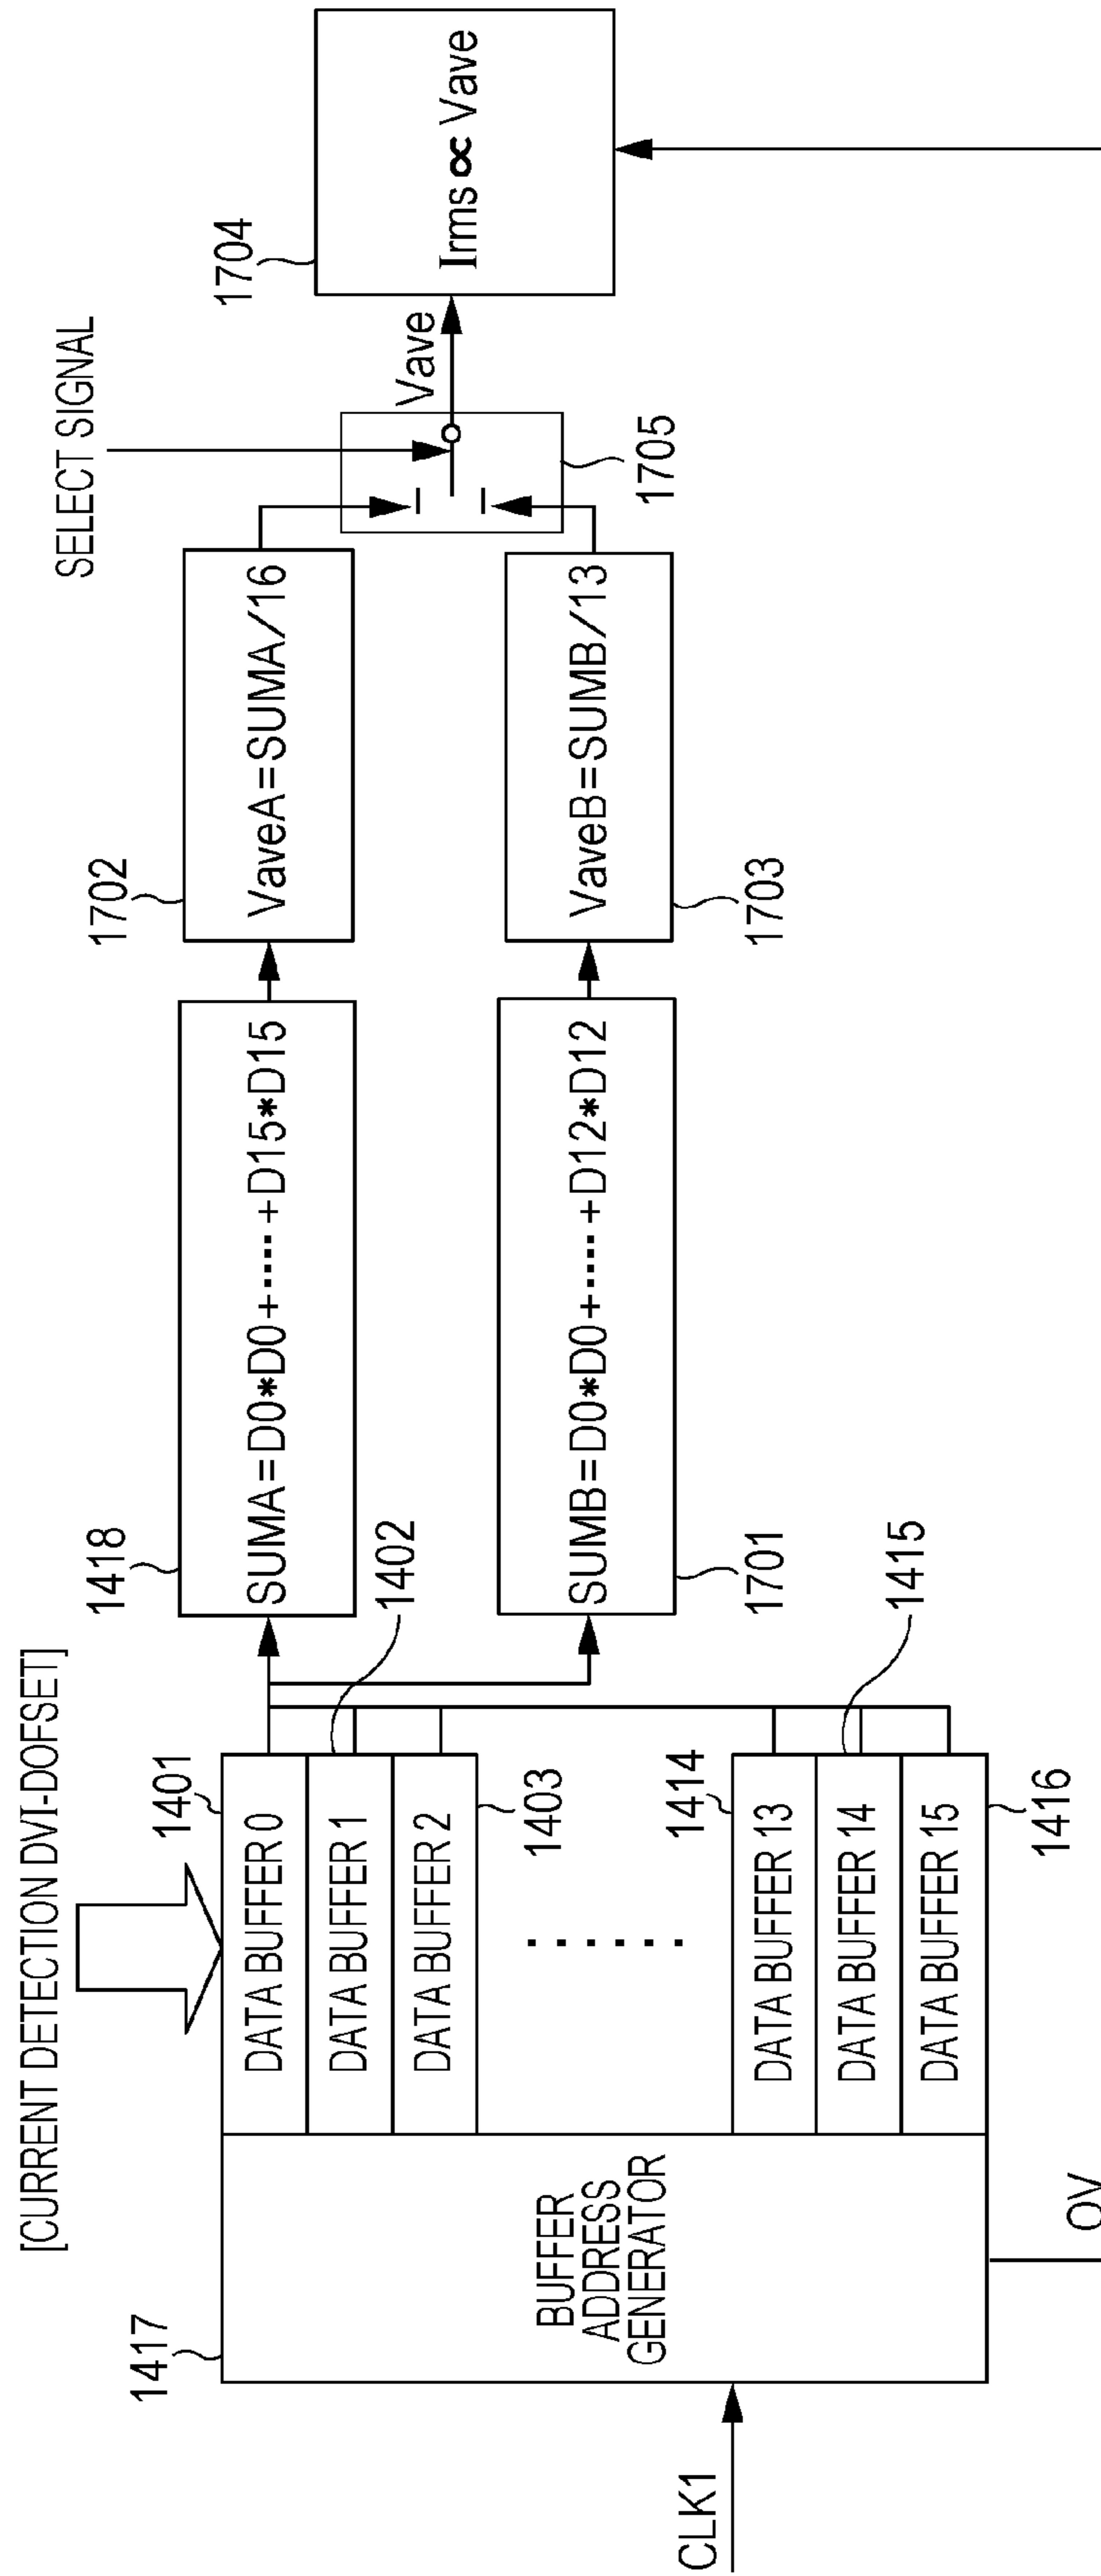 [CURRENT DETECTION DVI-DOFSET]
SELECT SIGNAL
1417
1401
1418
1702
1704
DATA BUFFER 0
SUMA=D0*D0+·····+D15*D15
VaveA=SUMA/16
Vave
Irms∝Vave
DATA BUFFER 1
1402
DATA BUFFER 2
1403
BUFFER
ADDRESS
GENERATOR
······
SUMB=D0*D0+·····+D12*D12
VaveB=SUMB/13
1705
1414
1701
1703
DATA BUFFER 13
DATA BUFFER 14
1415
DATA BUFFER 15
1416
CLK1
OV